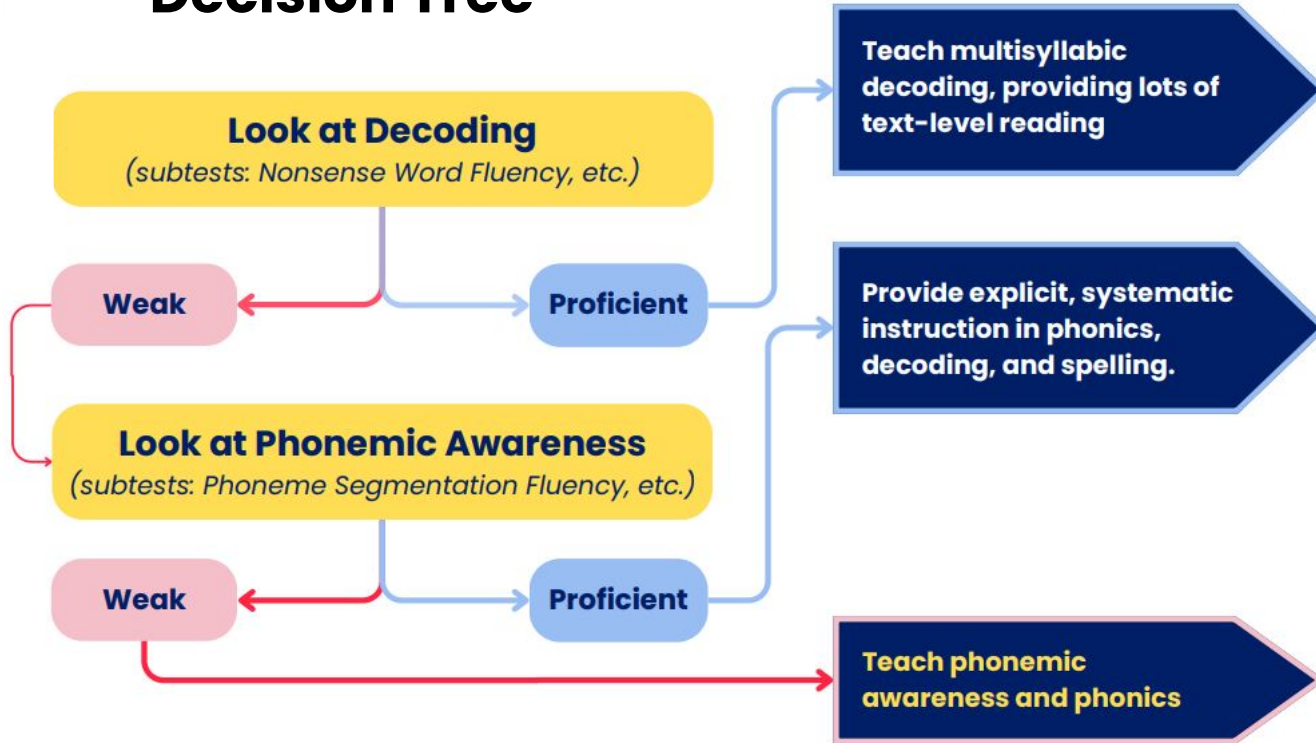 Decision Tree
Look at Decoding
(subtests: Nonsense Word Fluency, etc.)
Weak
Proficient
Teach multisyllabic
decoding, providing lots of
text-level reading
Look at Phonemic Awareness
(subtests: Phoneme Segmentation Fluency, etc.)
Weak
Proficient
Provide explicit, systematic
instruction in phonics,
decoding, and spelling.
Teach phonemic
awareness and phonics